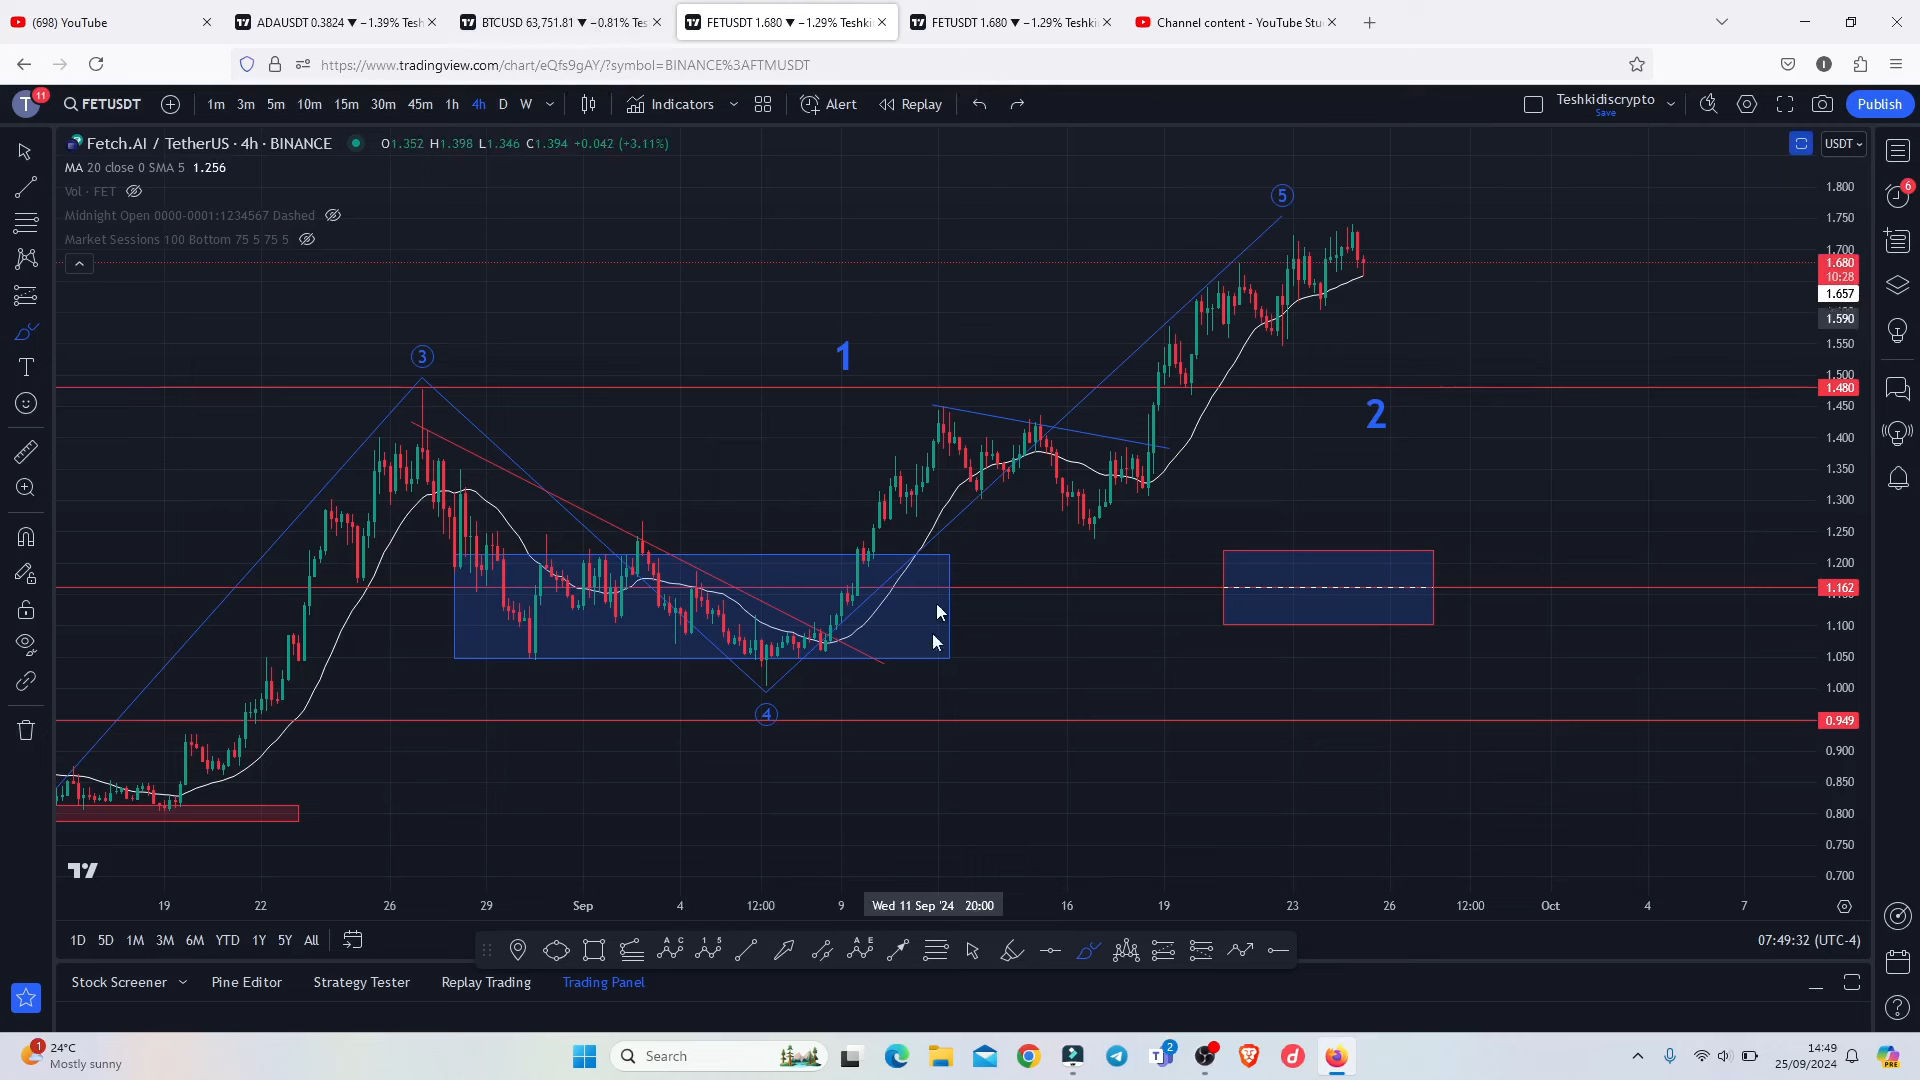 (698) YouTube
ADAUSDT 0.3824 ▼ −1.39% Tesh
BTCUSD 63,751.81 ▼ −0.81% Tes
FETUSDT 1.680 ▼ −1.29% Teshki
FETUSDT 1.680 ▼ −1.29% Teshki
Channel content - YouTube Stu
https://www.tradingview.com/chart/eQfs9gAY/?symbol=BINANCE%3AFTMUSDT
T 11 FETUSDT 1m 3m 5m 10m 15m 30m 45m 1h 4h D W Indicators Alert Replay Teshkidiscrypto Save Publish
Fetch.AI / TetherUS · 4h · BINANCE O1.352 H1.398 L1.346 C1.394 +0.042 (+3.11%) USDT
MA 20 close 0 SMA 5 1.256
Vol · FET
Midnight Open 0000-0001:1234567 Dashed
Market Sessions 100 Bottom 75 5 75 5
6
1.800
1.750
1.700
1.680
10:28
1.657
1.590
1.550
1.500
1.480
1.450
1.400
1.350
1.300
1.250
1.200
1.162
1.100
1.050
1.000
0.949
0.900
0.850
0.800
0.750
0.700
5
3
1
2
4
19 22 26 29 Sep 4 12:00 9 Wed 11 Sep '24 20:00 16 19 23 26 12:00 Oct 4 7
1D 5D 1M 3M 6M YTD 1Y 5Y All 07:49:32 (UTC-4)
A C
1 5
A E
Stock Screener Pine Editor Strategy Tester Replay Trading Trading Panel
1 24°C
Mostly sunny
Search
2
14:49
25/09/2024
PRE